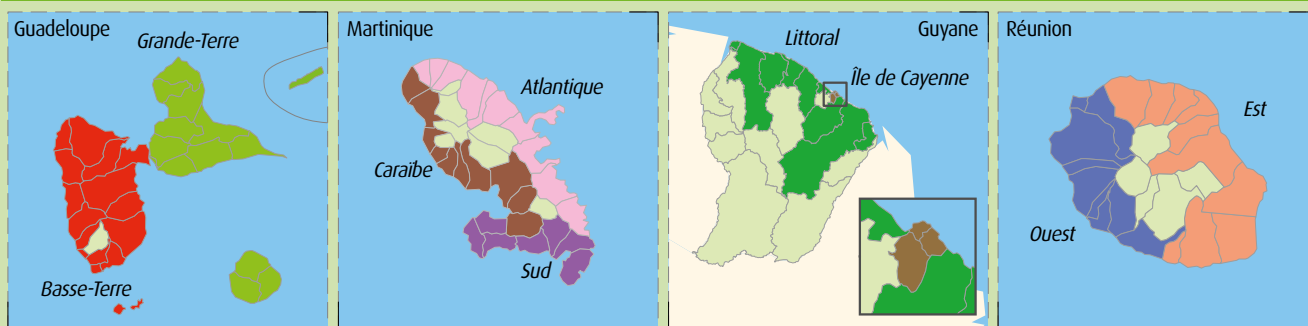 Guadeloupe
Grande-Terre
Basse-Terre
Martinique
Atlantique
Caraïbe
Sud
Guyane
Littoral
Île de Cayenne
Réunion
Est
Ouest